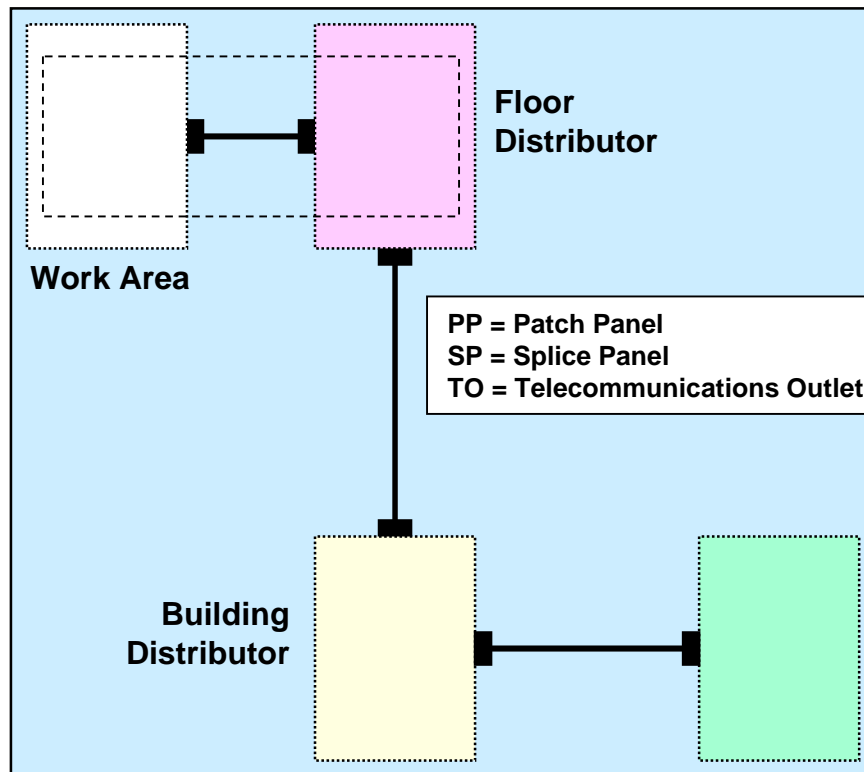 Floor
Distributor
Work Area
PP = Patch Panel
SP = Splice Panel
TO = Telecommunications Outlet
Building
Distributor